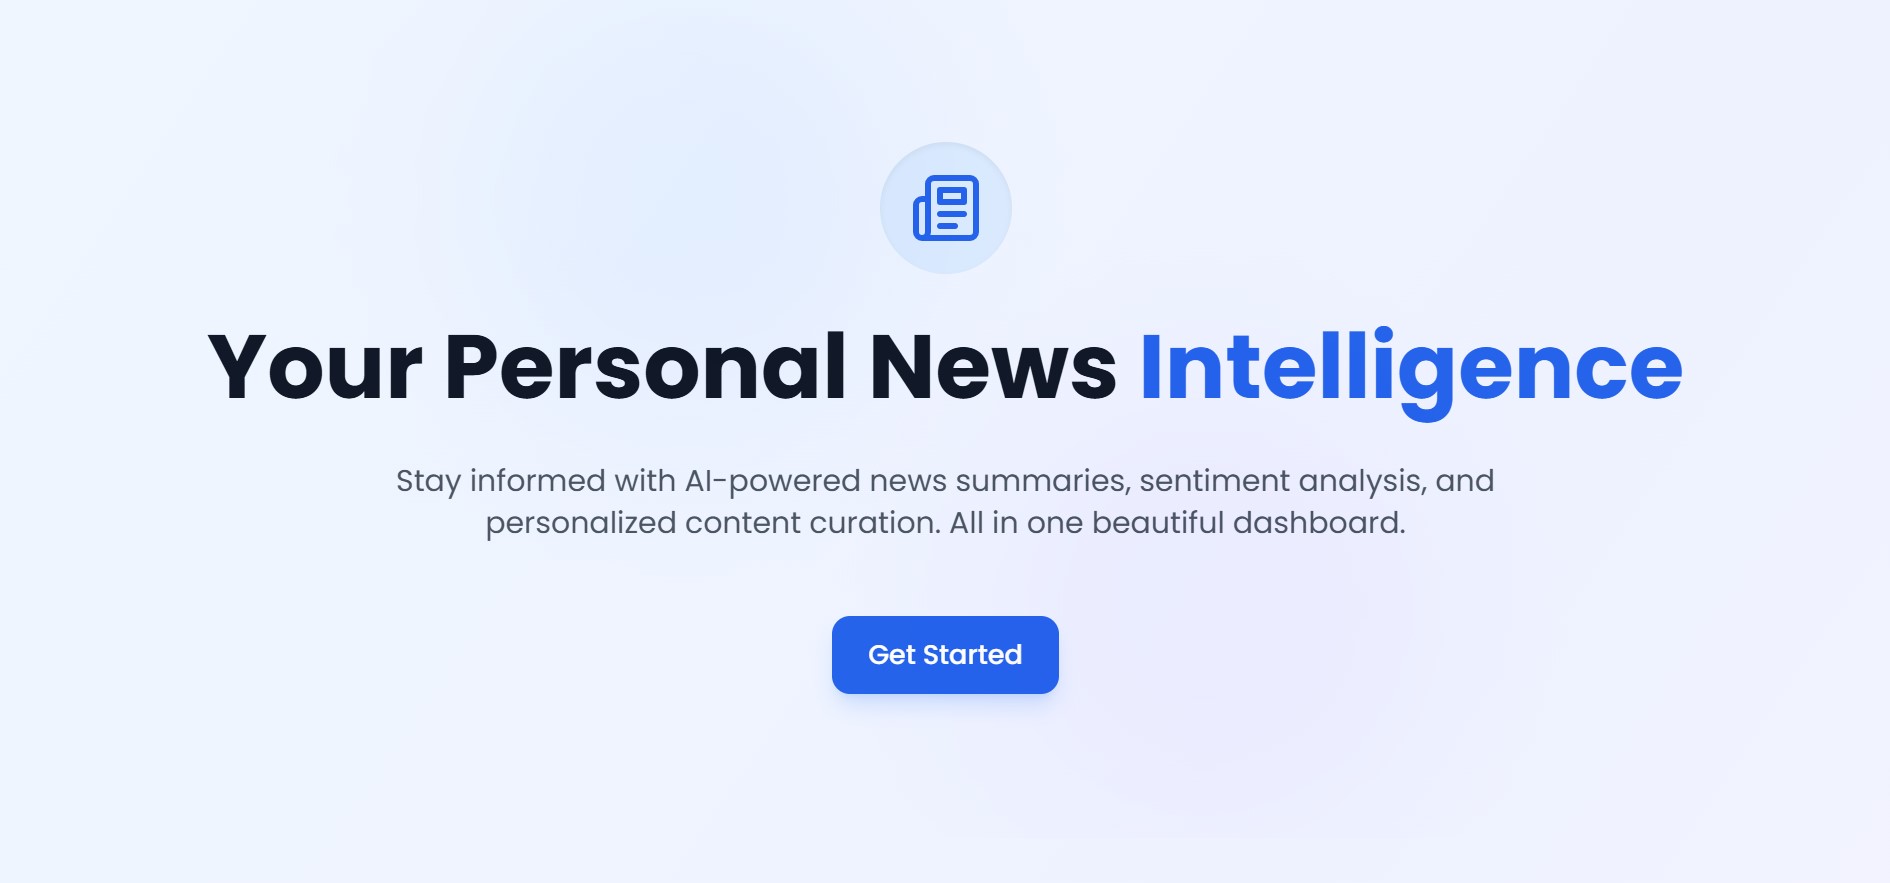 Your Personal News Intelligence
Stay informed with AI-powered news summaries, sentiment analysis, and
personalized content curation. All in one beautiful dashboard.
Get Started